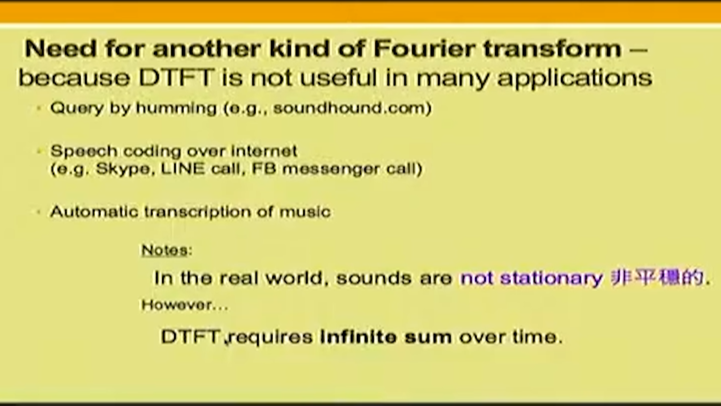 Need for another kind of Fourier transform –
because DTFT is not useful in many applications
Query by humming (e.g., soundhound.com)
Speech coding over internet
(e.g. Skype, LINE call, FB messenger call)
Automatic transcription of music
Notes:
In the real world, sounds are not stationary 非平穩的.
However...
DTFT requires infinite sum over time.